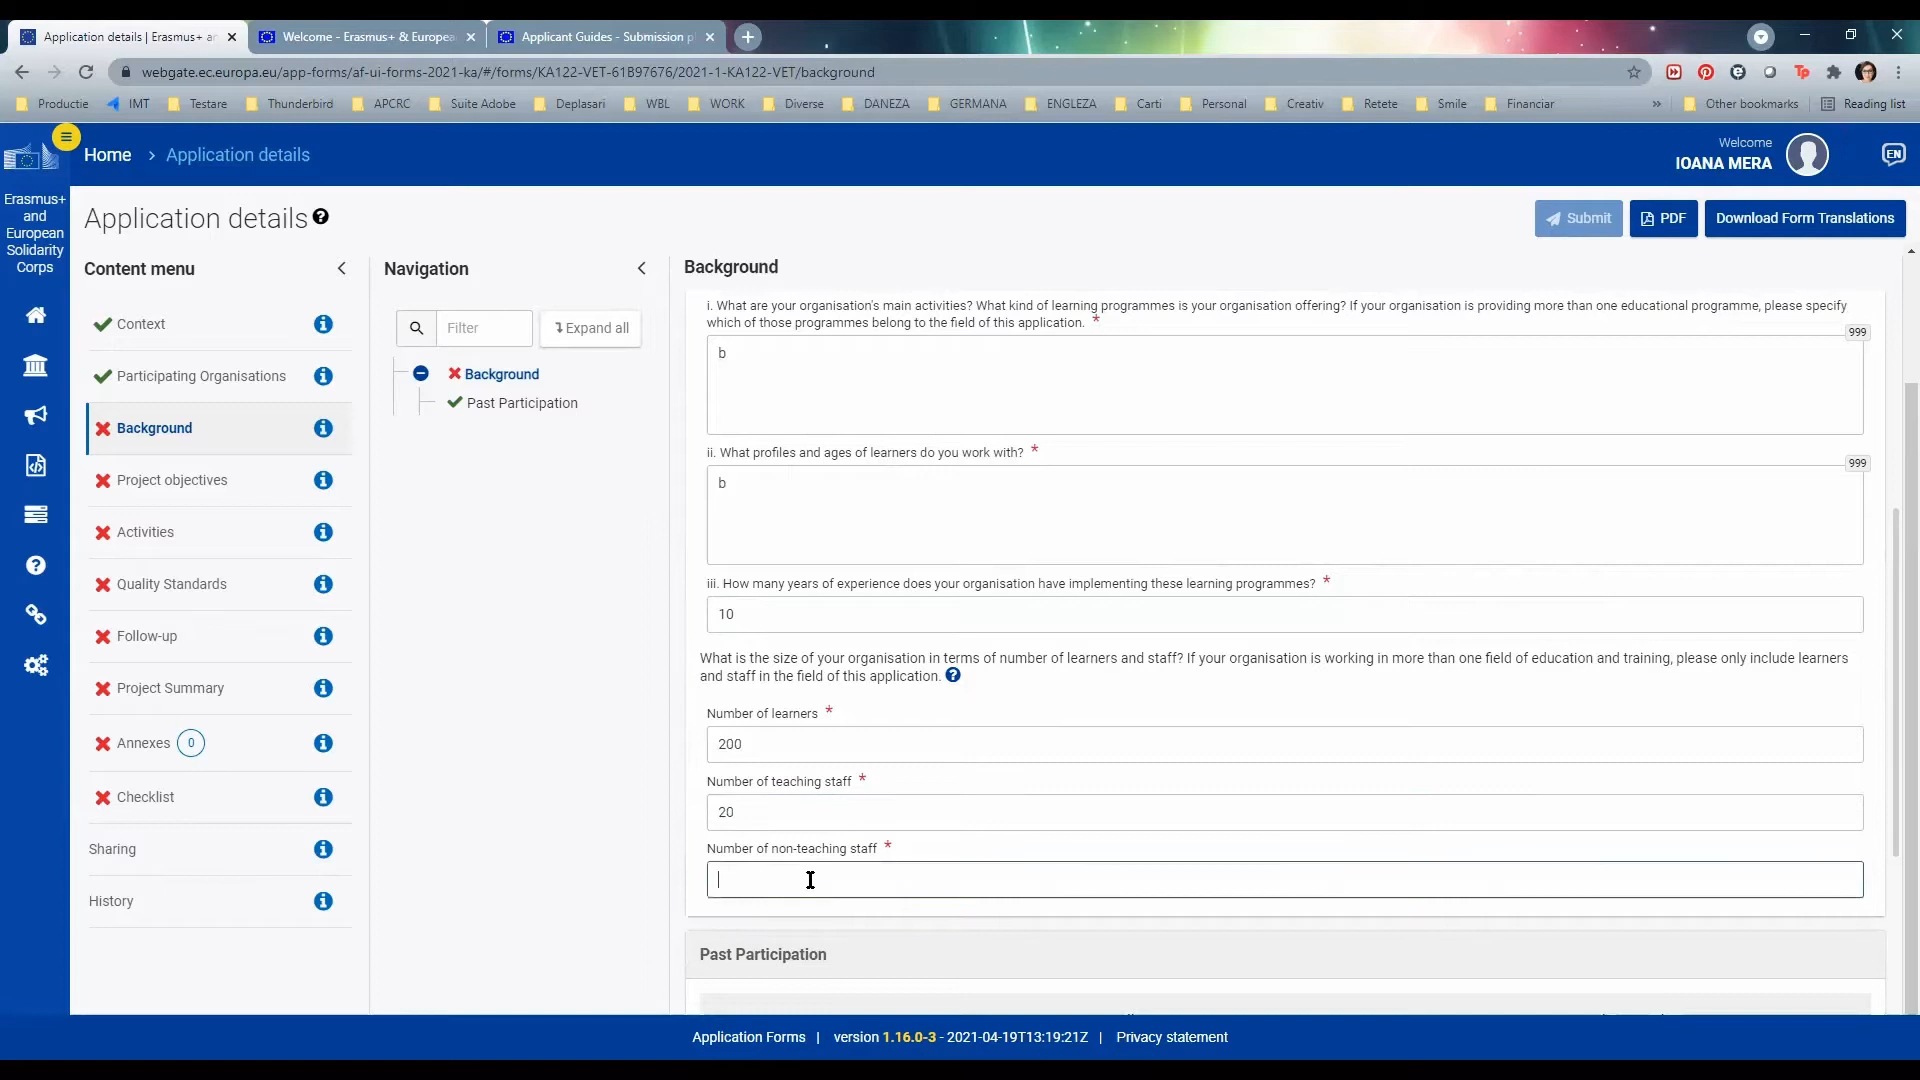 Application details | Erasmus+ an
Welcome - Erasmus+ & Europea
Applicant Guides - Submission p
webgate.ec.europa.eu/app-forms/af-ui-forms-2021-ka/#/forms/KA122-VET-61B97676/2021-1-KA122-VET/background
Productie
IMT
Testare
Thunderbird
APCRC
Suite Adobe
Deplasari
WBL
WORK
Diverse
DANEZA
GERMANA
ENGLEZA
Carti
Personal
Creativ
Retete
Smile
Financiar
»
Other bookmarks
Reading list
Home > Application details
Welcome
IOANA MERA
EN
Erasmus+
and
European
Solidarity
Corps
Application details
Submit
PDF
Download Form Translations
Content menu
Context
Participating Organisations
Background
Project objectives
Activities
Quality Standards
Follow-up
Project Summary
Annexes 0
Checklist
Sharing
History
Navigation
Filter
Expand all
Background
Past Participation
Background
i. What are your organisation's main activities? What kind of learning programmes is your organisation offering? If your organisation is providing more than one educational programme, please specify
which of those programmes belong to the field of this application. *
999
b
ii. What profiles and ages of learners do you work with? *
999
b
iii. How many years of experience does your organisation have implementing these learning programmes? *
10
What is the size of your organisation in terms of number of learners and staff? If your organisation is working in more than one field of education and training, please only include learners
and staff in the field of this application.
Number of learners *
200
Number of teaching staff *
20
Number of non-teaching staff *
Past Participation
Application Forms | version 1.16.0-3 - 2021-04-19T13:19:21Z | Privacy statement